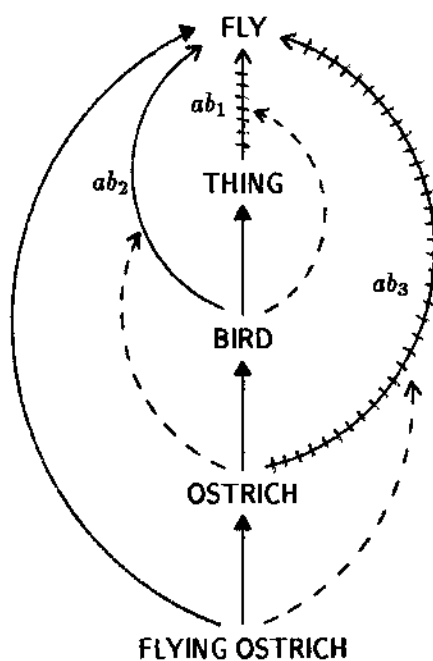 FLY
ab₁
THING
ab₂
ab₃
BIRD
OSTRICH
FLYING OSTRICH